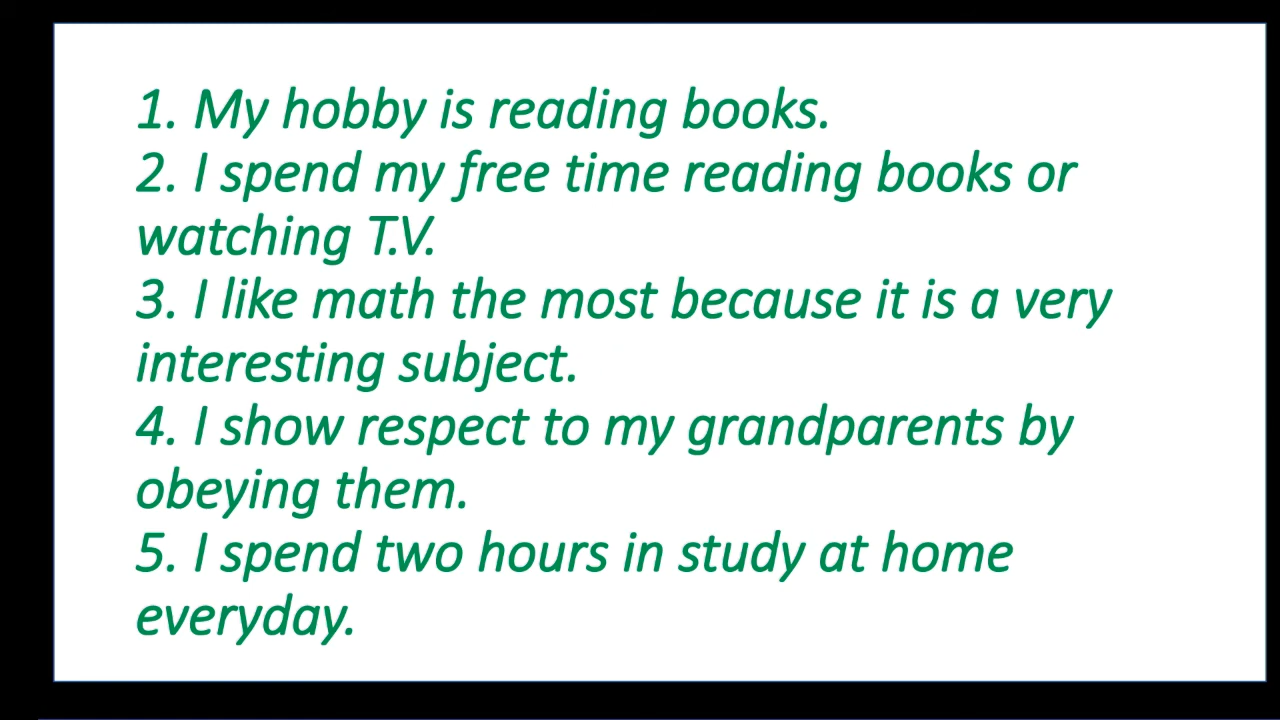 1. My hobby is reading books.
2. I spend my free time reading books or
watching T.V.
3. I like math the most because it is a very
interesting subject.
4. I show respect to my grandparents by
obeying them.
5. I spend two hours in study at home
everyday.